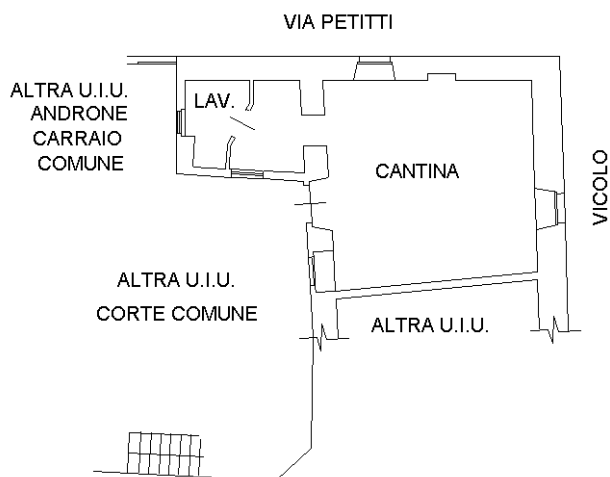 VIA PETITTI
ALTRA U.I.U.
ANDRONE
CARRAIO
COMUNE
LAV.
CANTINA
VICOLO
ALTRA U.I.U.
CORTE COMUNE
ALTRA U.I.U.